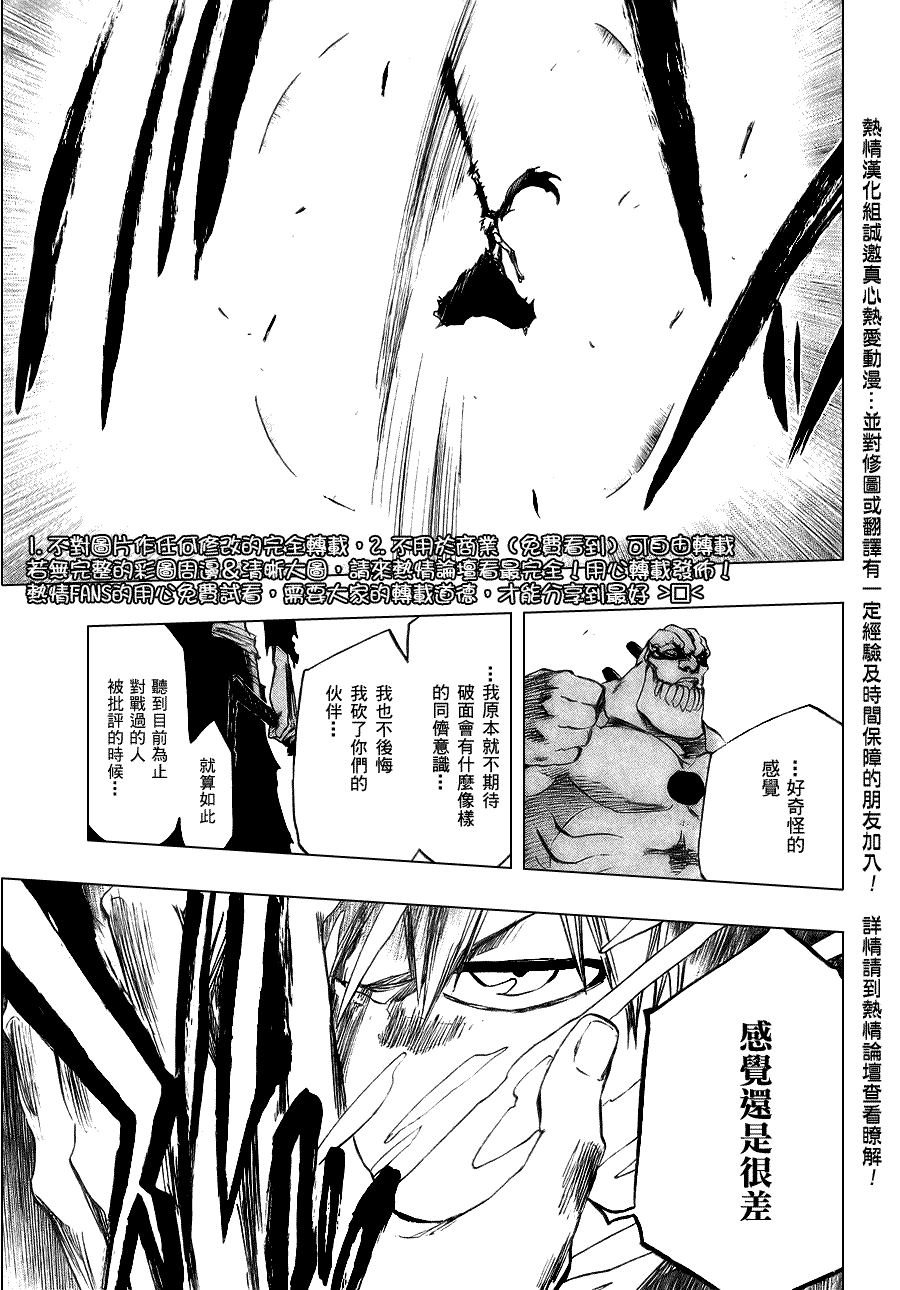 熱情漢化組誠邀真心熱愛動漫…並對修圖或翻譯有一定經驗及時間保障的朋友加入！ 詳情請到熱情論壇查看瞭解！
1. 不對圖片作任何修改的完全轉載，2. 不用於商業（免費看到）可自由轉載
若無完整的彩圖周漫&清晰大圖，請來熱情論壇看最完全！用心轉載發佈！
熱情FANS的用心免費試看，需要大家的轉載道德，才能分享到最好 >口<
…好奇怪的
感覺
…我原本就不期待
破面會有什麼像樣
的同儕意識…
我也不後悔
我砍了你們的
伙伴…
就算如此
聽到目前為止
對戰過的人
被批評的時候…
感覺還是很差